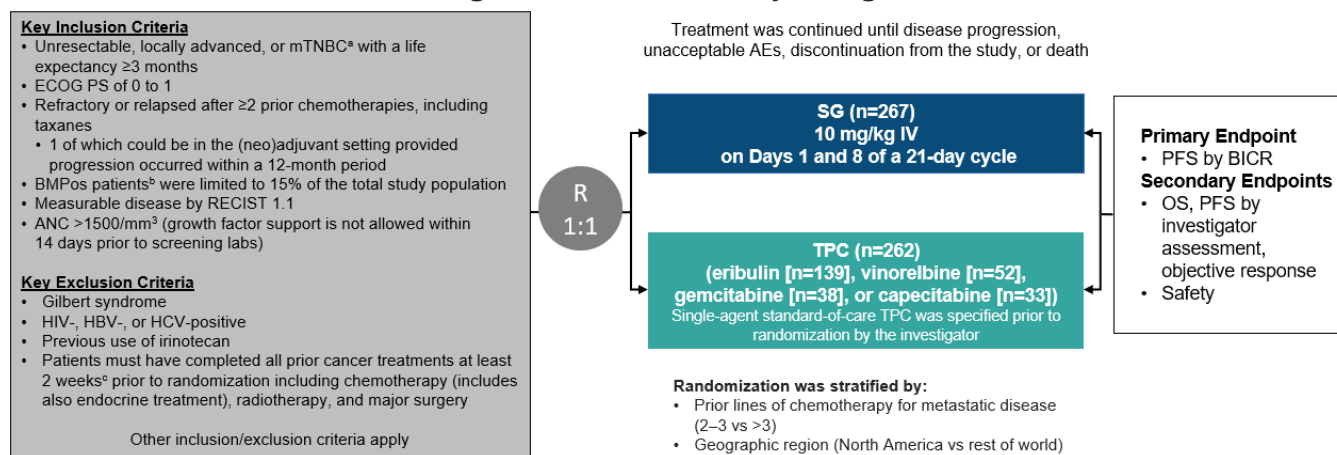 Key Inclusion Criteria
• Unresectable, locally advanced, or mTNBCᵃ with a life
expectancy ≥3 months
• ECOG PS of 0 to 1
• Refractory or relapsed after ≥2 prior chemotherapies, including
taxanes
• 1 of which could be in the (neo)adjuvant setting provided
progression occurred within a 12-month period
• BMPos patientsᵇ were limited to 15% of the total study population
• Measurable disease by RECIST 1.1
• ANC >1500/mm³ (growth factor support is not allowed within
14 days prior to screening labs)
Key Exclusion Criteria
• Gilbert syndrome
• HIV-, HBV-, or HCV-positive
• Previous use of irinotecan
• Patients must have completed all prior cancer treatments at least
2 weeksᶜ prior to randomization including chemotherapy (includes
also endocrine treatment), radiotherapy, and major surgery
Other inclusion/exclusion criteria apply
R
1:1
Treatment was continued until disease progression,
unacceptable AEs, discontinuation from the study, or death
SG (n=267)
10 mg/kg IV
on Days 1 and 8 of a 21-day cycle
TPC (n=262)
(eribulin [n=139], vinorelbine [n=52],
gemcitabine [n=38], or capecitabine [n=33])
Single-agent standard-of-care TPC was specified prior to
randomization by the investigator
Randomization was stratified by:
• Prior lines of chemotherapy for metastatic disease
(2–3 vs >3)
• Geographic region (North America vs rest of world)
Primary Endpoint
• PFS by BICR
Secondary Endpoints
• OS, PFS by
investigator
assessment,
objective response
• Safety